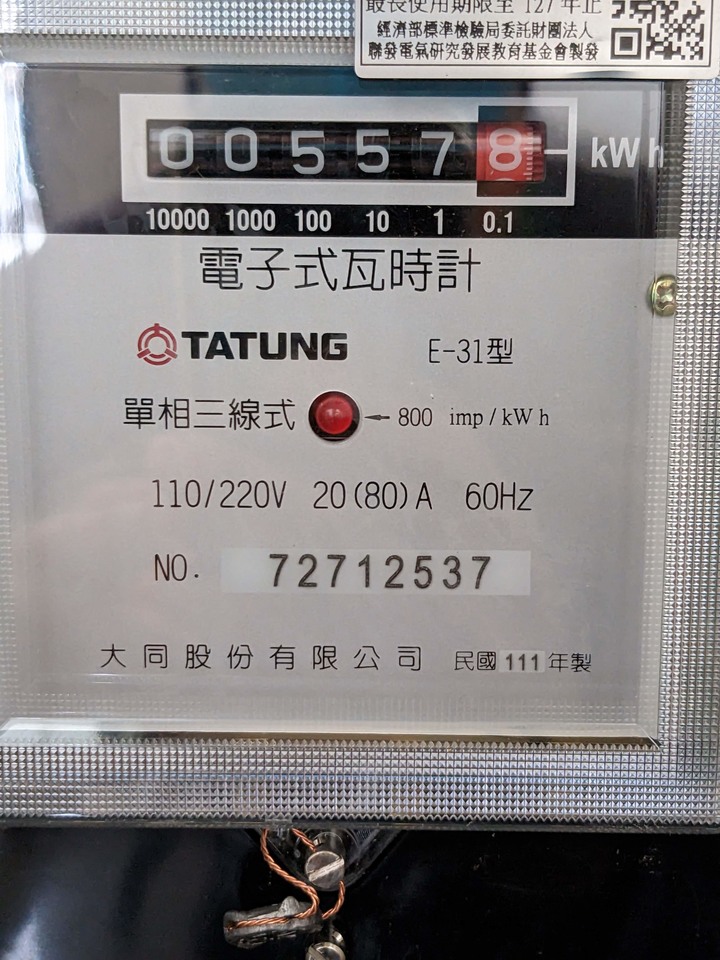 最長使用期限至 127 年止
經濟部標準檢驗局委託財團法人
聯發電氣研究發展教育基金會製發
005578 kWh
10000 1000 100 10 1 0.1
電子式瓦時計
TATUNG E-31型
單相三線式 ← 800 imp/kWh
110/220V 20(80)A 60Hz
NO. 72712537
大同股份有限公司 民國111年製